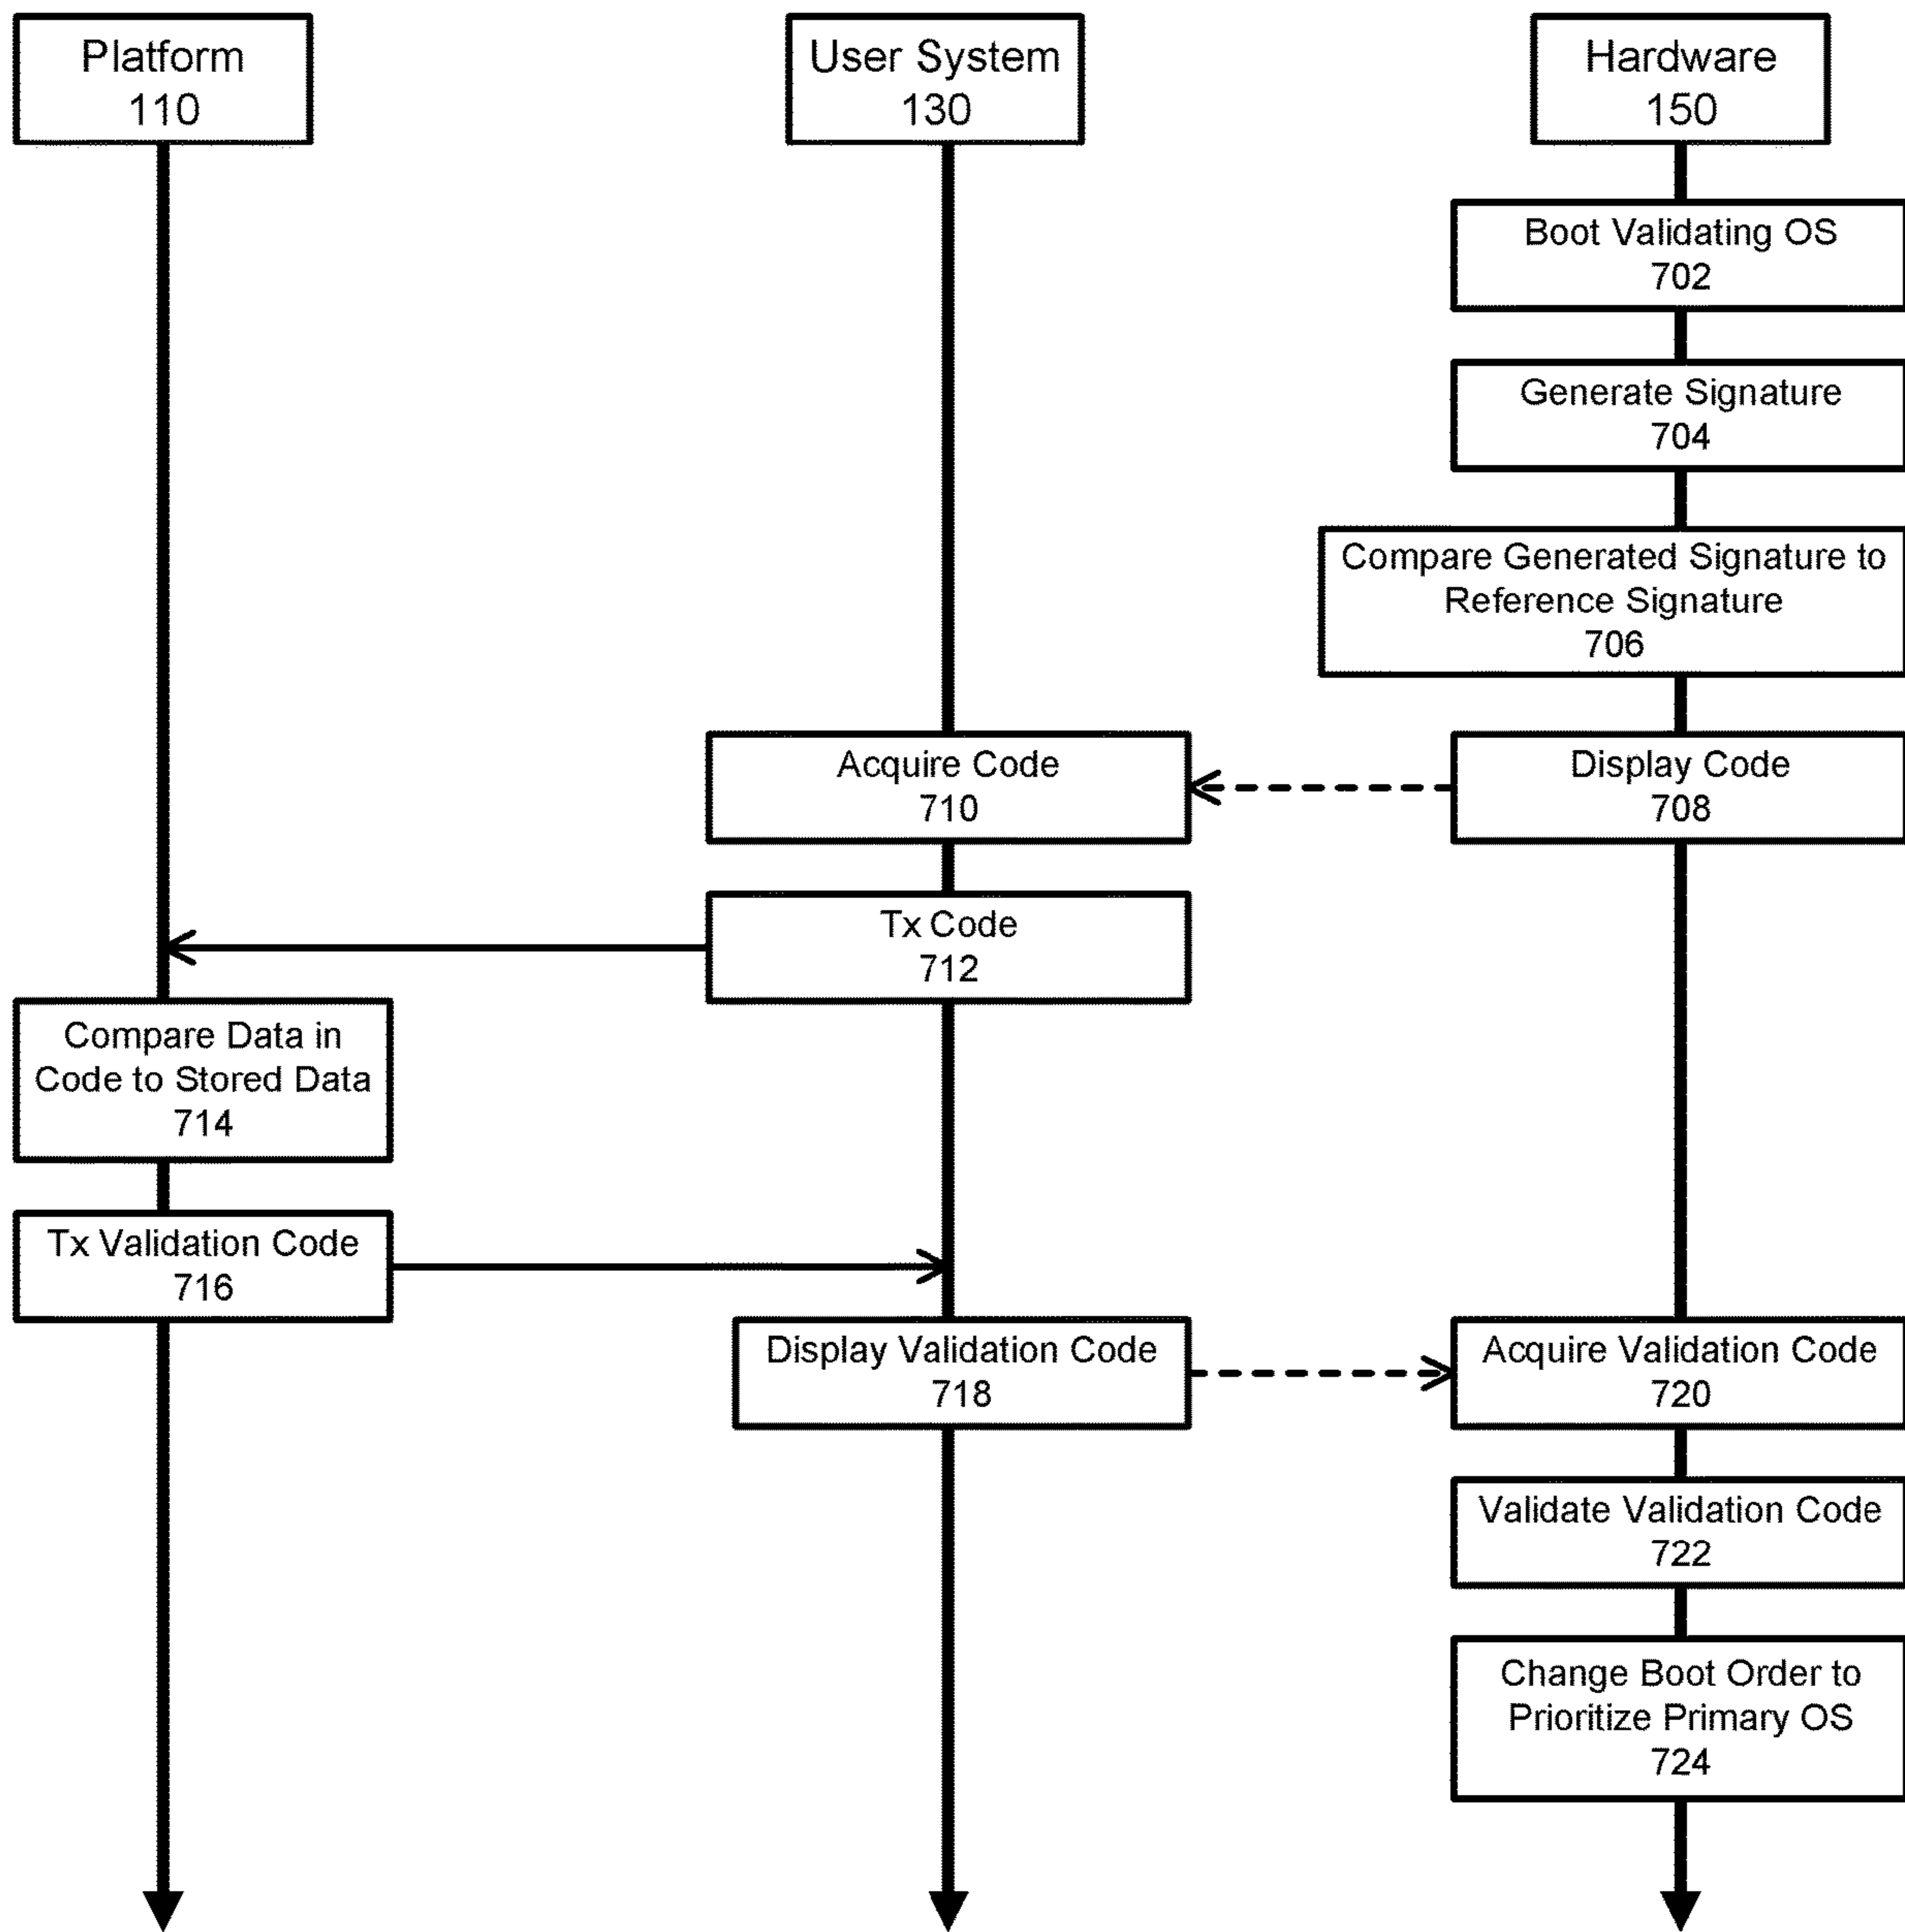 Platform
110
User System
130
Hardware
150
Boot Validating OS
702
Generate Signature
704
Compare Generated Signature to
Reference Signature
706
Acquire Code
710
Display Code
708
Tx Code
712
Compare Data in
Code to Stored Data
714
Tx Validation Code
716
Display Validation Code
718
Acquire Validation Code
720
Validate Validation Code
722
Change Boot Order to
Prioritize Primary OS
724